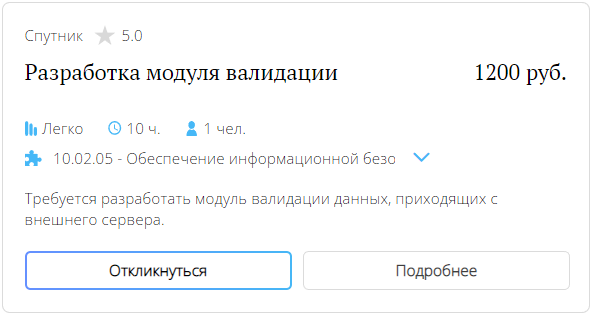 Спутник 5.0
Разработка модуля валидации 1200 руб.
Легко 10 ч. 1 чел.
10.02.05 - Обеспечение информационной безо
Требуется разработать модуль валидации данных, приходящих с
внешнего сервера.
Откликнуться Подробнее